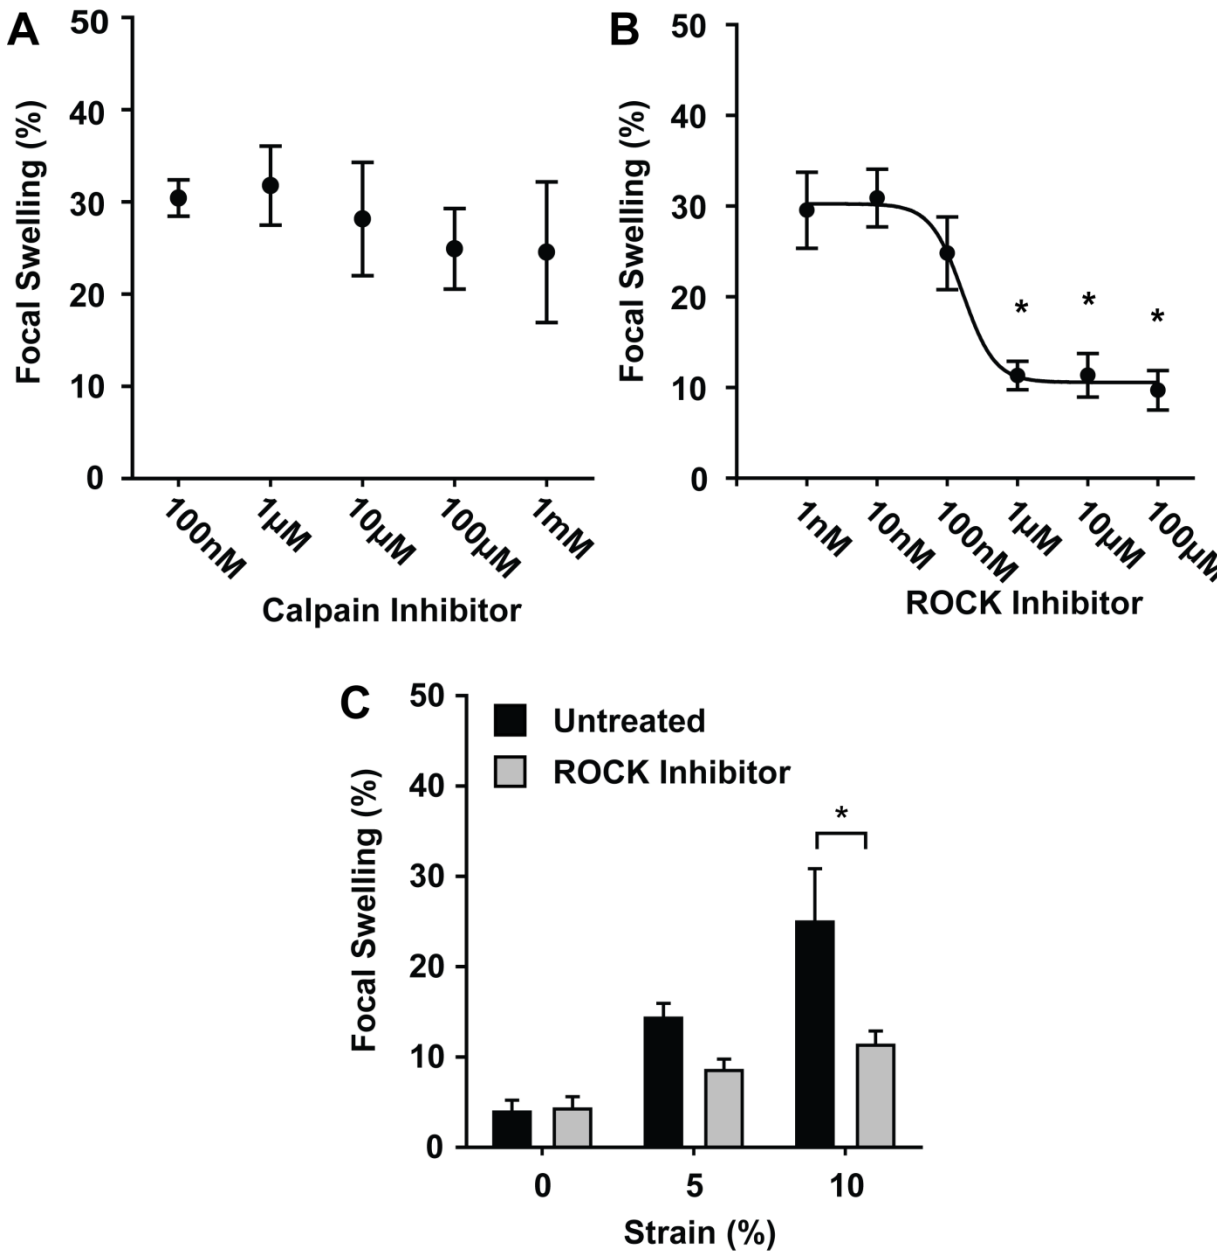 A
50
40
30
20
10
0
Focal Swelling (%)
100nM
1µM
10µM
100µM
1mM
Calpain Inhibitor
B
50
40
30
20
10
0
Focal Swelling (%)
*
*
*
1nM
10nM
100nM
1µM
10µM
100µM
ROCK Inhibitor
C
50
40
30
20
10
0
Focal Swelling (%)
Untreated
ROCK Inhibitor
*
0
5
10
Strain (%)